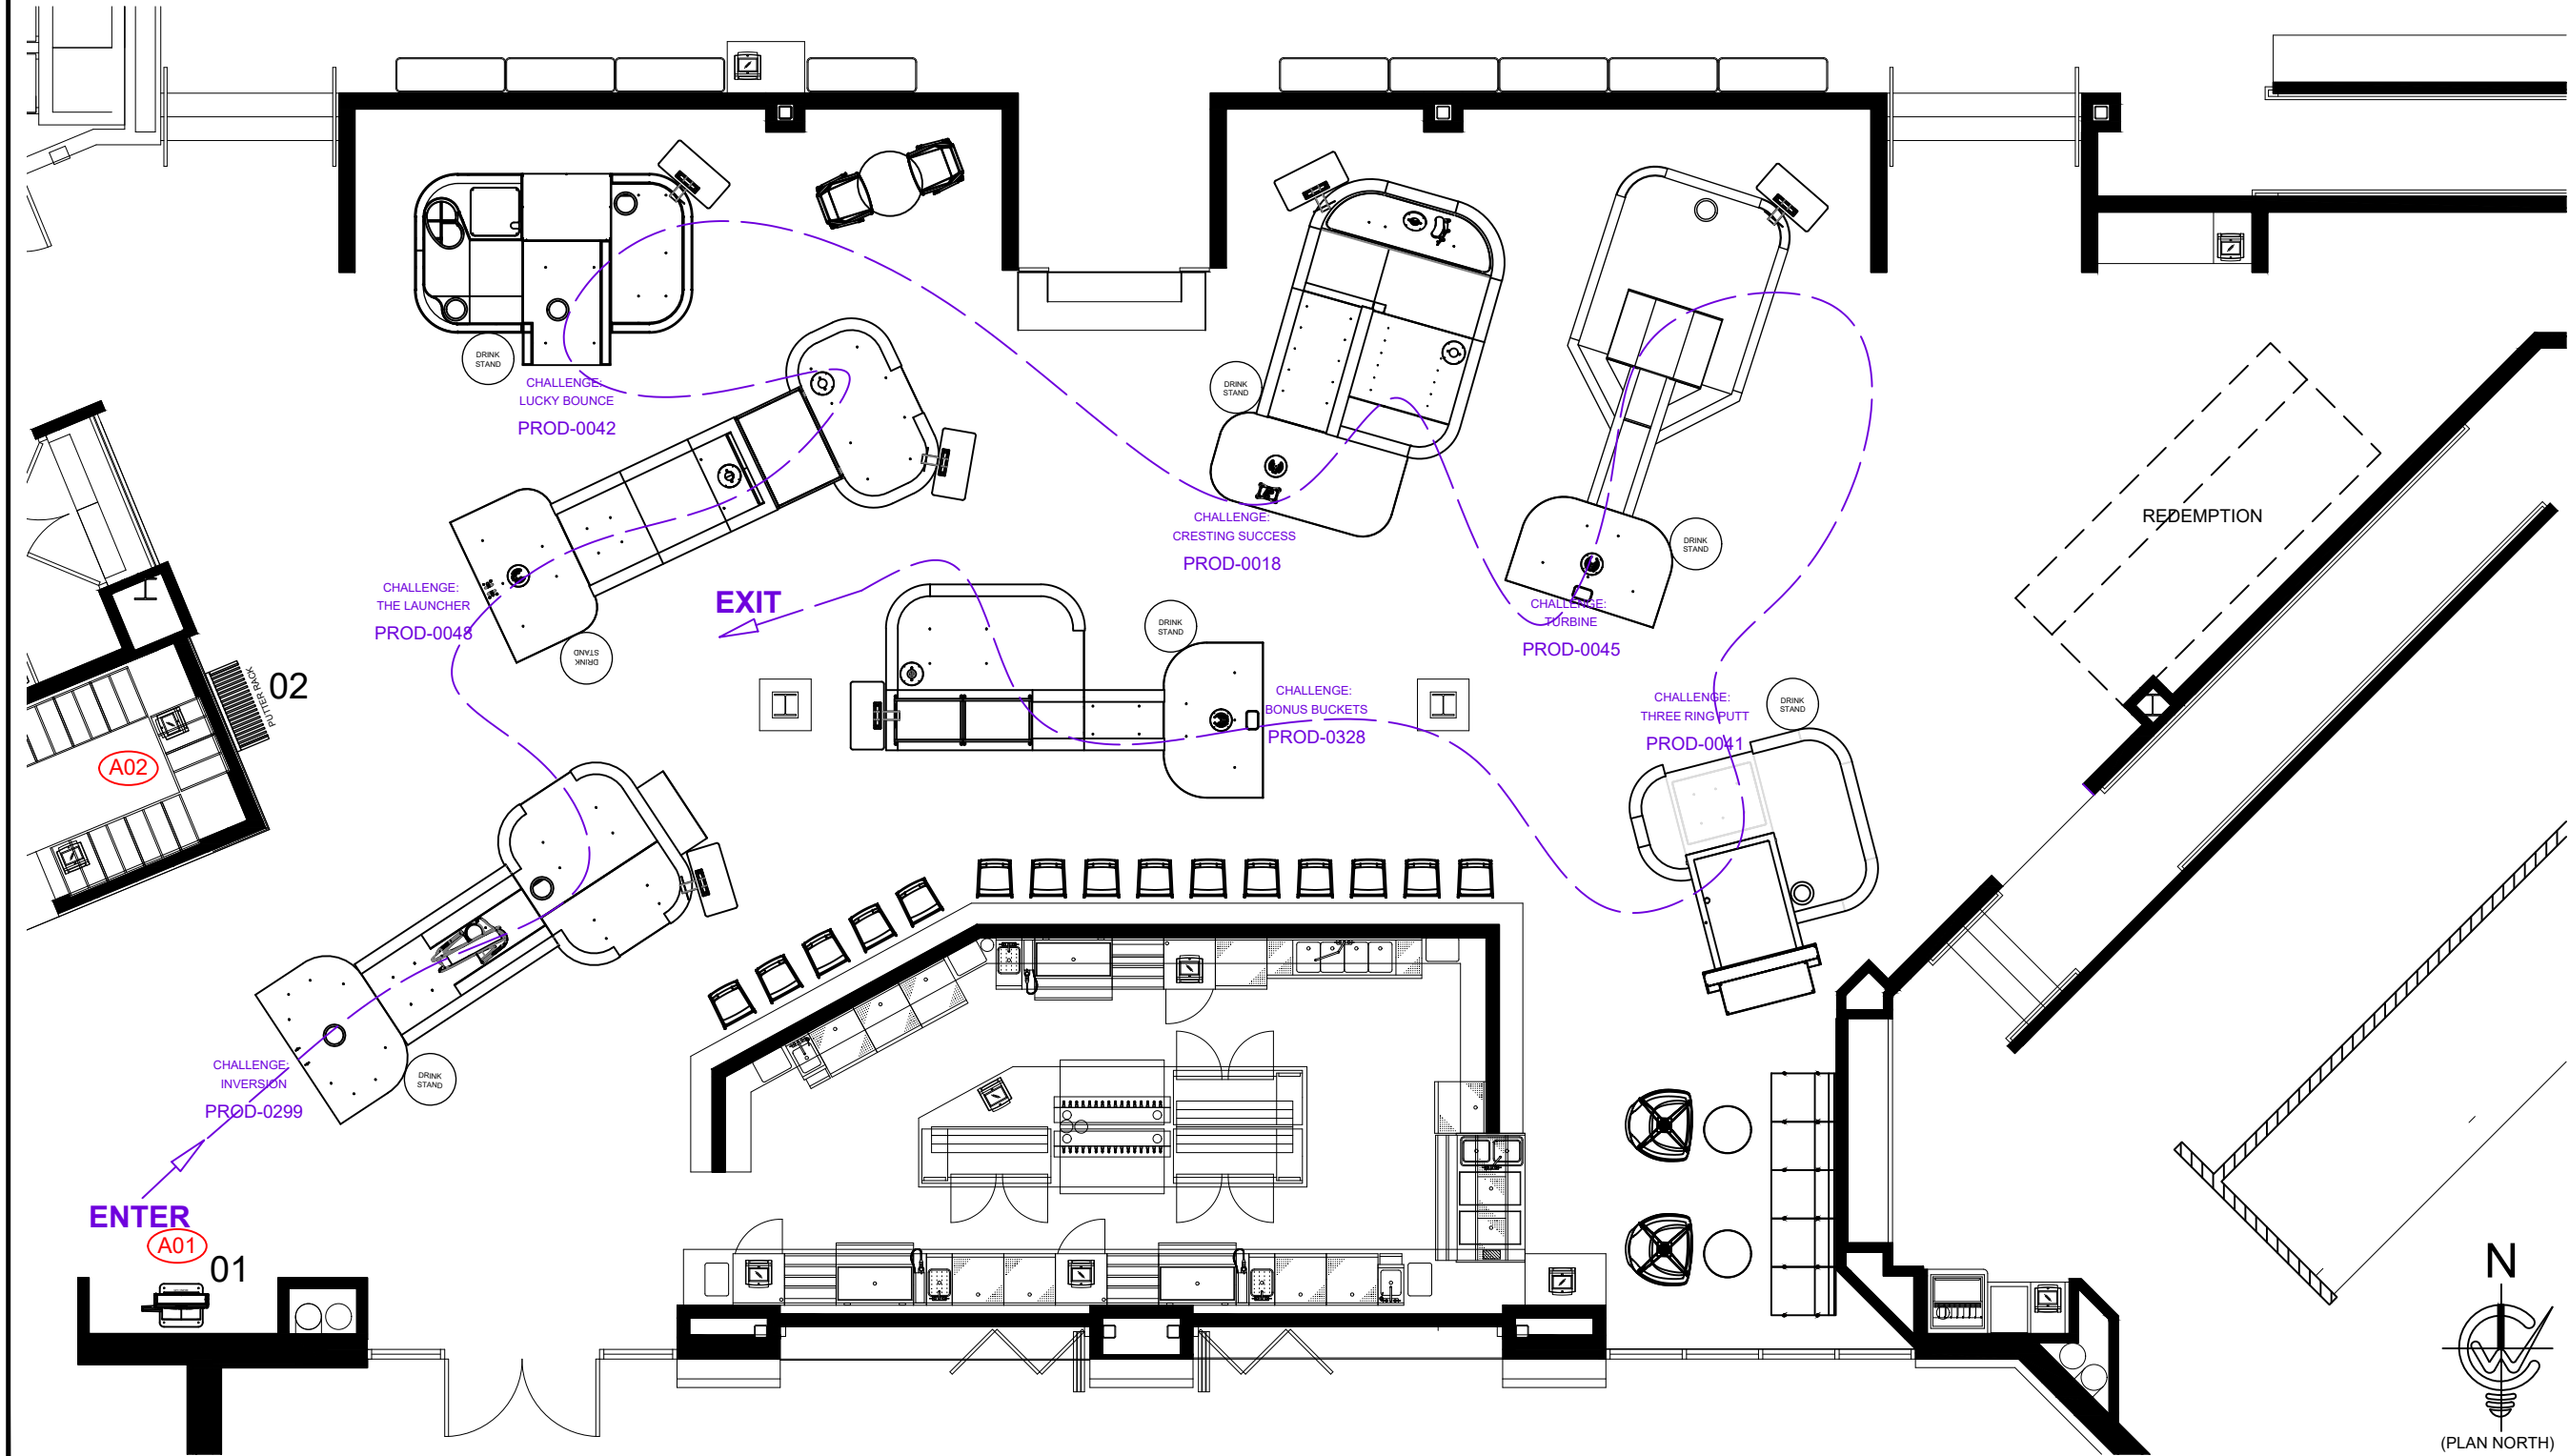 DRINK
STAND
CHALLENGE:
LUCKY BOUNCE
PROD-0042
DRINK
STAND
CHALLENGE:
CRESTING SUCCESS
PROD-0018
DRINK
STAND
CHALLENGE:
TURBINE
PROD-0045
REDEMPTION
CHALLENGE:
THE LAUNCHER
PROD-0048
DRINK
STAND
EXIT
DRINK
STAND
CHALLENGE:
BONUS BUCKETS
PROD-0328
CHALLENGE:
THREE RING PUTT
PROD-0041
DRINK
STAND
PUTTER RACK
02
A02
CHALLENGE:
INVERSION
PROD-0299
DRINK
STAND
ENTER
A01
01
N
(PLAN NORTH)